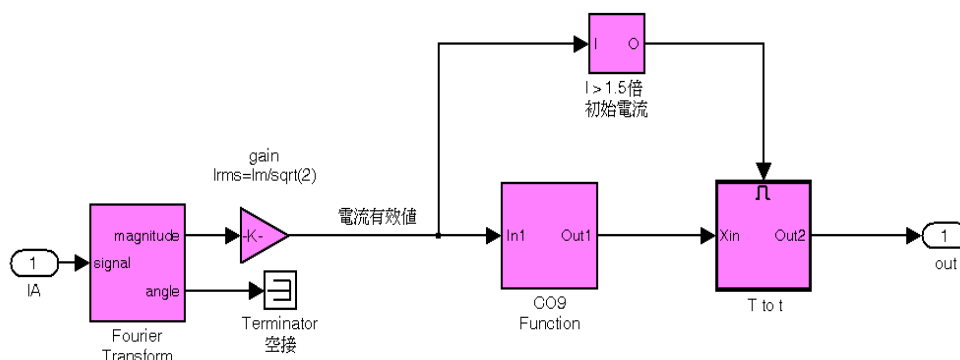 I
O
I > 1.5倍
初始電流
gain
Irms=Im/sqrt(2)
magnitude
signal
angle
-K-
電流有效値
In1
Out1
Xin
Out2
1
IA
1
out
Fourier
Transform
Terminator
空接
CO9
Function
T to t